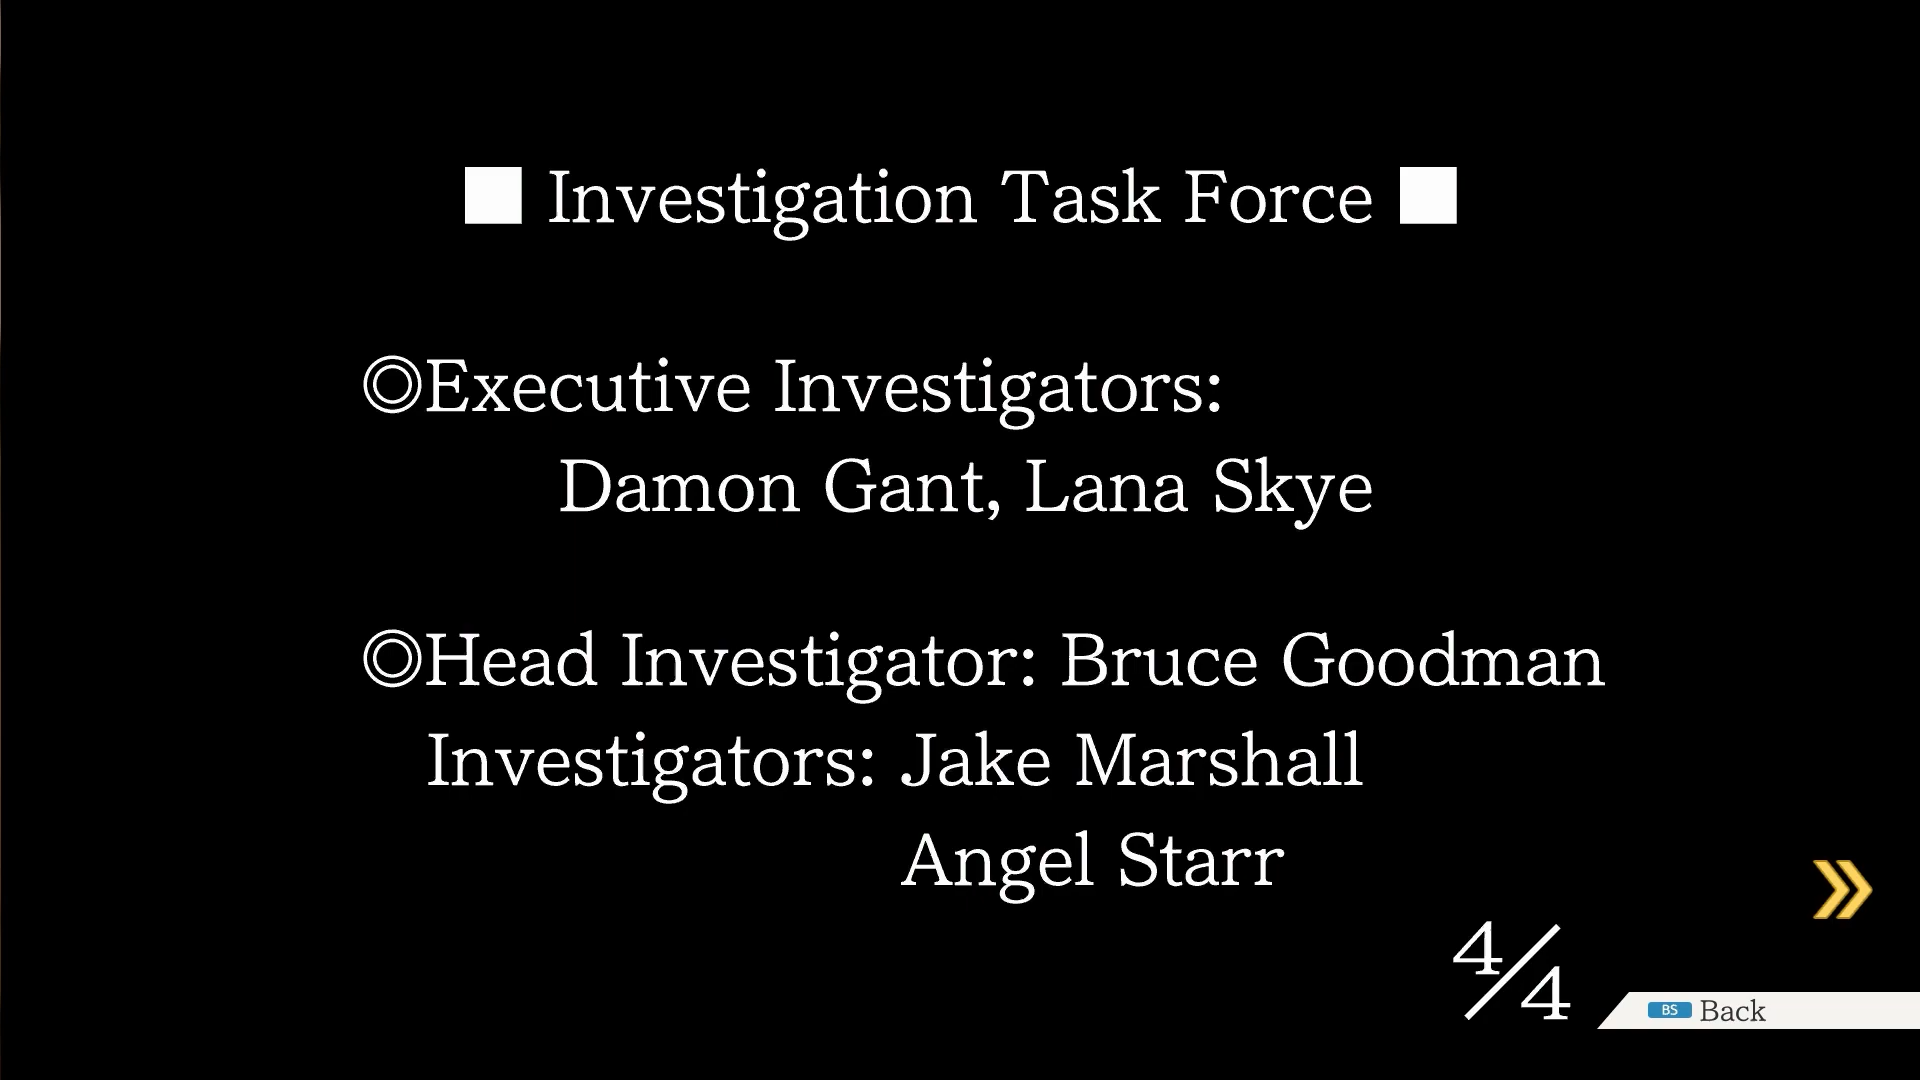 ■ Investigation Task Force ■
◎Executive Investigators:
Damon Gant, Lana Skye
◎Head Investigator: Bruce Goodman
Investigators: Jake Marshall
Angel Starr
4/4
BS Back